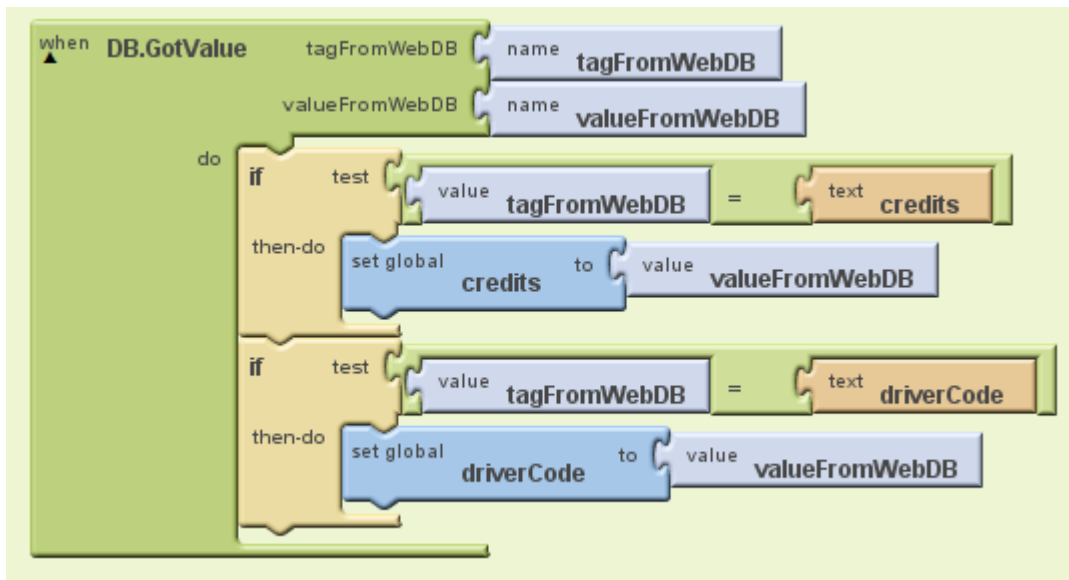 when DB.GotValue tagFromWebDB name tagFromWebDB
valueFromWebDB name valueFromWebDB
do
if test value tagFromWebDB = text credits
then-do set global credits to value valueFromWebDB
if test value tagFromWebDB = text driverCode
then-do set global driverCode to value valueFromWebDB